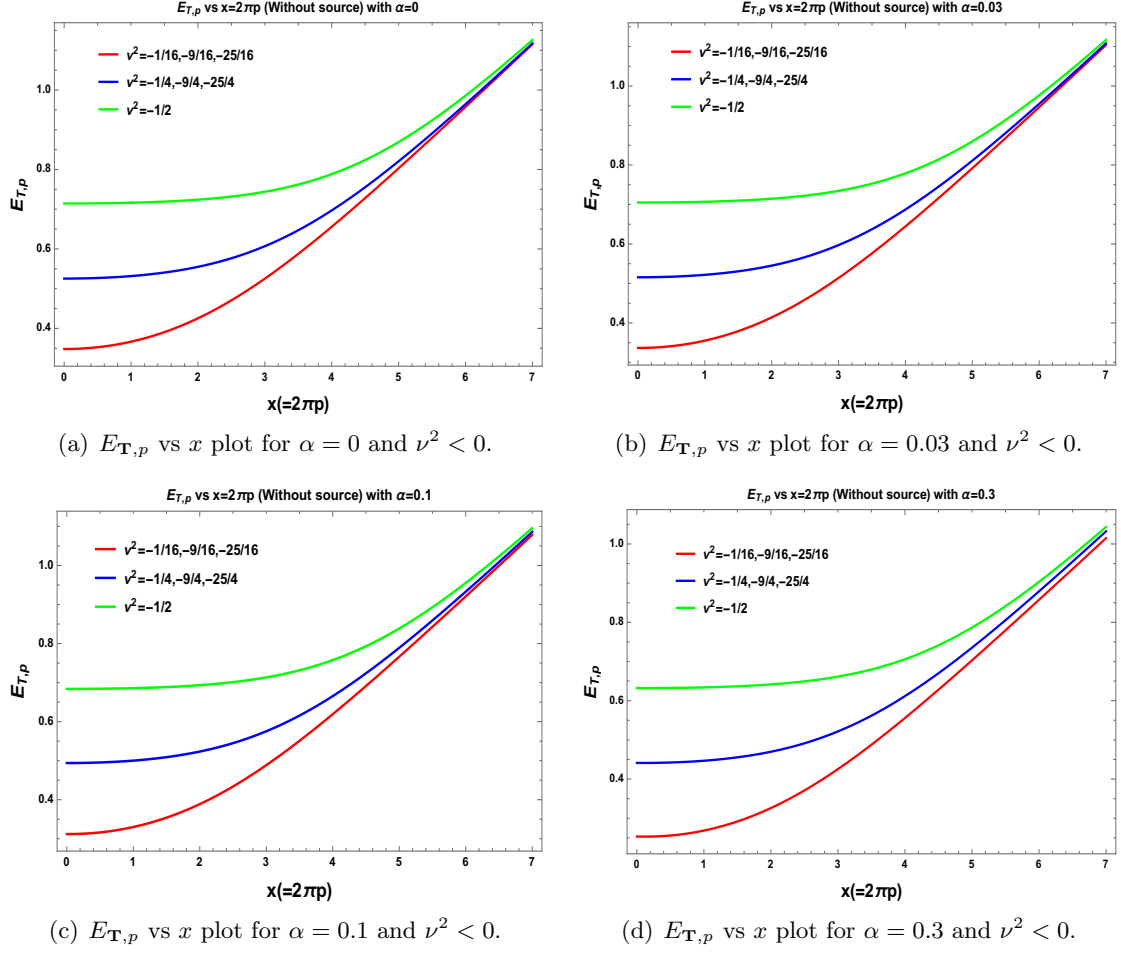 E_{T,p} vs x=2πp (Without source) with α=0
E_{T,p}
1.0
0.8
0.6
0.4
ν²=−1/16,−9/16,−25/16
ν²=−1/4,−9/4,−25/4
ν²=−1/2
0 1 2 3 4 5 6 7
x(=2πp)
(a) E_{T,p} vs x plot for α = 0 and ν² < 0.
E_{T,p} vs x=2πp (Without source) with α=0.03
E_{T,p}
1.0
0.8
0.6
0.4
ν²=−1/16,−9/16,−25/16
ν²=−1/4,−9/4,−25/4
ν²=−1/2
0 1 2 3 4 5 6 7
x(=2πp)
(b) E_{T,p} vs x plot for α = 0.03 and ν² < 0.
E_{T,p} vs x=2πp (Without source) with α=0.1
E_{T,p}
1.0
0.8
0.6
0.4
ν²=−1/16,−9/16,−25/16
ν²=−1/4,−9/4,−25/4
ν²=−1/2
0 1 2 3 4 5 6 7
x(=2πp)
(c) E_{T,p} vs x plot for α = 0.1 and ν² < 0.
E_{T,p} vs x=2πp (Without source) with α=0.3
E_{T,p}
1.0
0.8
0.6
0.4
ν²=−1/16,−9/16,−25/16
ν²=−1/4,−9/4,−25/4
ν²=−1/2
0 1 2 3 4 5 6 7
x(=2πp)
(d) E_{T,p} vs x plot for α = 0.3 and ν² < 0.